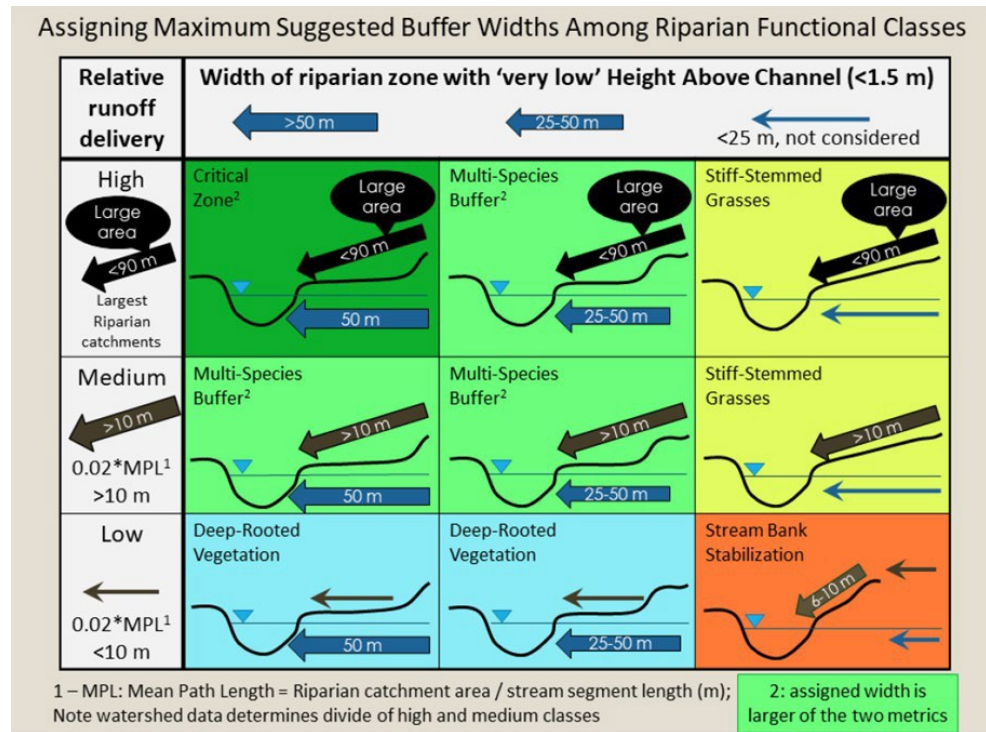 Assigning Maximum Suggested Buffer Widths Among Riparian Functional Classes
Relative
runoff
delivery
Width of riparian zone with ‘very low’ Height Above Channel (<1.5 m)
>50 m
25-50 m
<25 m, not considered
High
Large
area
<90 m
Largest
Riparian
catchments
Critical
Zone²
Large
area
<90 m
50 m
Multi-Species
Buffer²
Large
area
<90 m
25-50 m
Stiff-Stemmed
Grasses
Large
area
<90 m
Medium
>10 m
0.02*MPL¹
>10 m
Multi-Species
Buffer²
>10 m
50 m
Multi-Species
Buffer²
>10 m
25-50 m
Stiff-Stemmed
Grasses
>10 m
Low
0.02*MPL¹
<10 m
Deep-Rooted
Vegetation
50 m
Deep-Rooted
Vegetation
25-50 m
Stream Bank
Stabilization
6-10 m
1 – MPL: Mean Path Length = Riparian catchment area / stream segment length (m);
Note watershed data determines divide of high and medium classes
2: assigned width is
larger of the two metrics